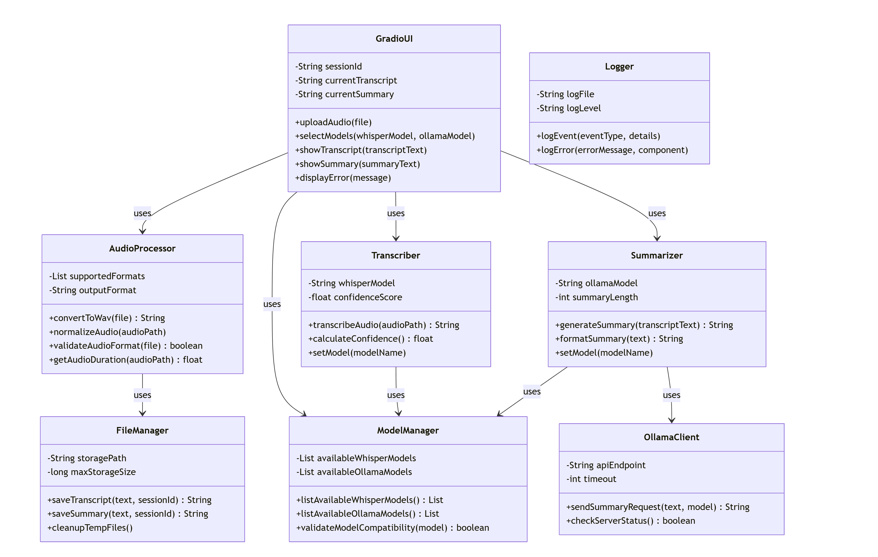 GradioUI
-String sessionId
-String currentTranscript
-String currentSummary
+uploadAudio(file)
+selectModels(whisperModel, ollamaModel)
+showTranscript(transcriptText)
+showSummary(summaryText)
+displayError(message)
Logger
-String logFile
-String logLevel
+logEvent(eventType, details)
+logError(errorMessage, component)
uses
uses
uses
uses
AudioProcessor
-List supportedFormats
-String outputFormat
+convertToWav(file) : String
+normalizeAudio(audioPath)
+validateAudioFormat(file) : boolean
+getAudioDuration(audioPath) : float
Transcriber
-String whisperModel
-float confidenceScore
+transcribeAudio(audioPath) : String
+calculateConfidence() : float
+setModel(modelName)
Summarizer
-String ollamaModel
-int summaryLength
+generateSummary(transcriptText) : String
+formatSummary(text) : String
+setModel(modelName)
uses
uses
uses
uses
FileManager
-String storagePath
-long maxStorageSize
+saveTranscript(text, sessionId) : String
+saveSummary(text, sessionId) : String
+cleanupTempFiles()
ModelManager
-List availableWhisperModels
-List availableOllamaModels
+listAvailableWhisperModels() : List
+listAvailableOllamaModels() : List
+validateModelCompatibility(model) : boolean
OllamaClient
-String apiEndpoint
-int timeout
+sendSummaryRequest(text, model) : String
+checkServerStatus() : boolean